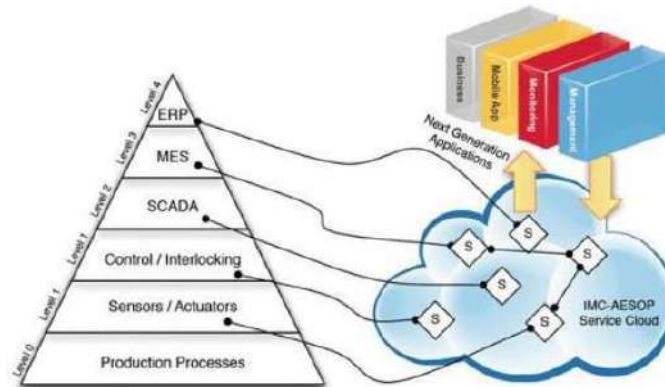 Business
Mobile App
Monitoring
Management
Next Generation
Applications
Level 4
ERP
Level 3
MES
Level 2
SCADA
Level 1
Control / Interlocking
Level 1
Sensors / Actuators
Level 0
Production Processes
S
S
S
S
S
S
IMC-AESOP
Service Cloud